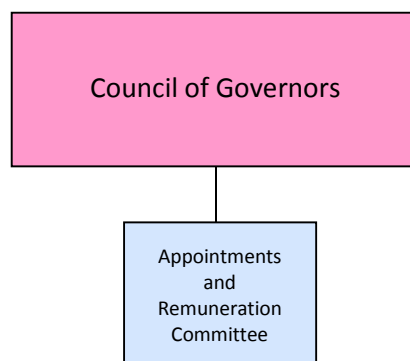 Council of Governors
Appointments
and
Remuneration
Committee